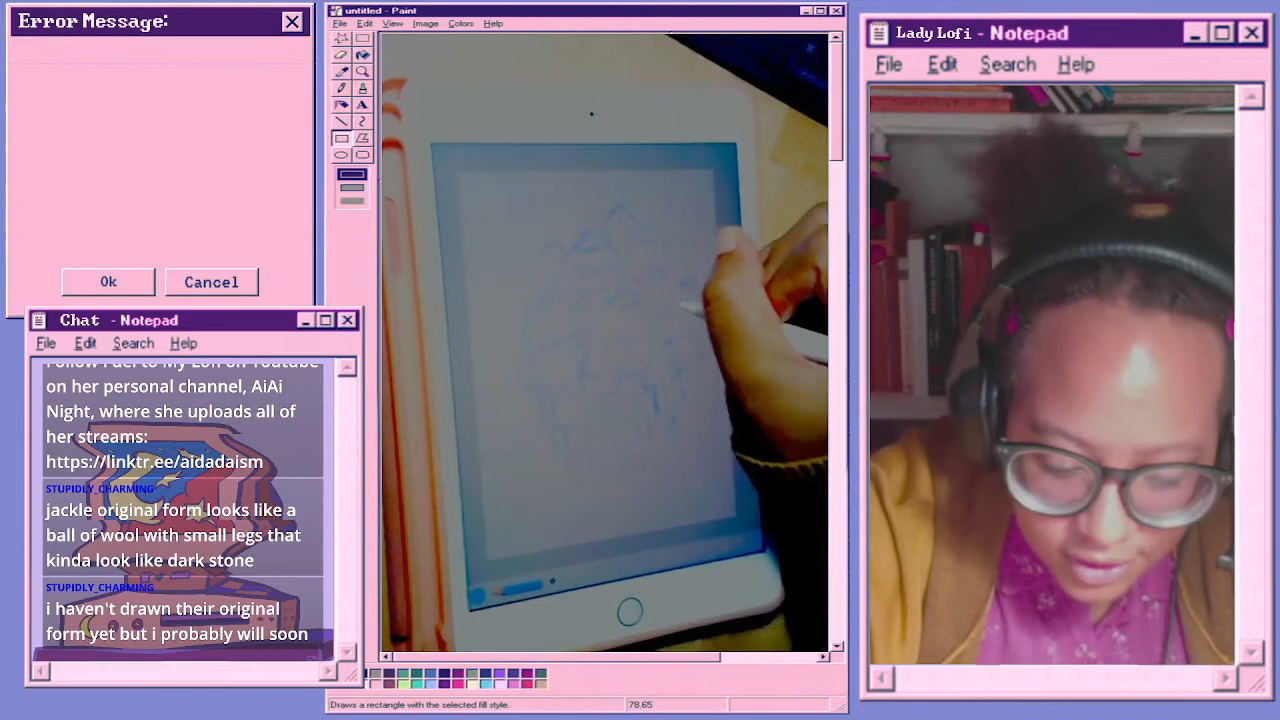 Error Message:
Ok
Cancel
Chat - Notepad
File Edit Search Help
on her personal channel, AiAi
Night, where she uploads all of
her streams:
https://linktr.ee/aidadaism
STUPIDLY_CHARMING
jackle original form looks like a
ball of wool with small legs that
kinda look like dark stone
STUPIDLY_CHARMING
i haven't drawn their original
form yet but i probably will soon
untitled - Paint
File Edit View Image Colors Help
A
Draws a rectangle with the selected fill style.
78.65
Lady Lofi - Notepad
File Edit Search Help